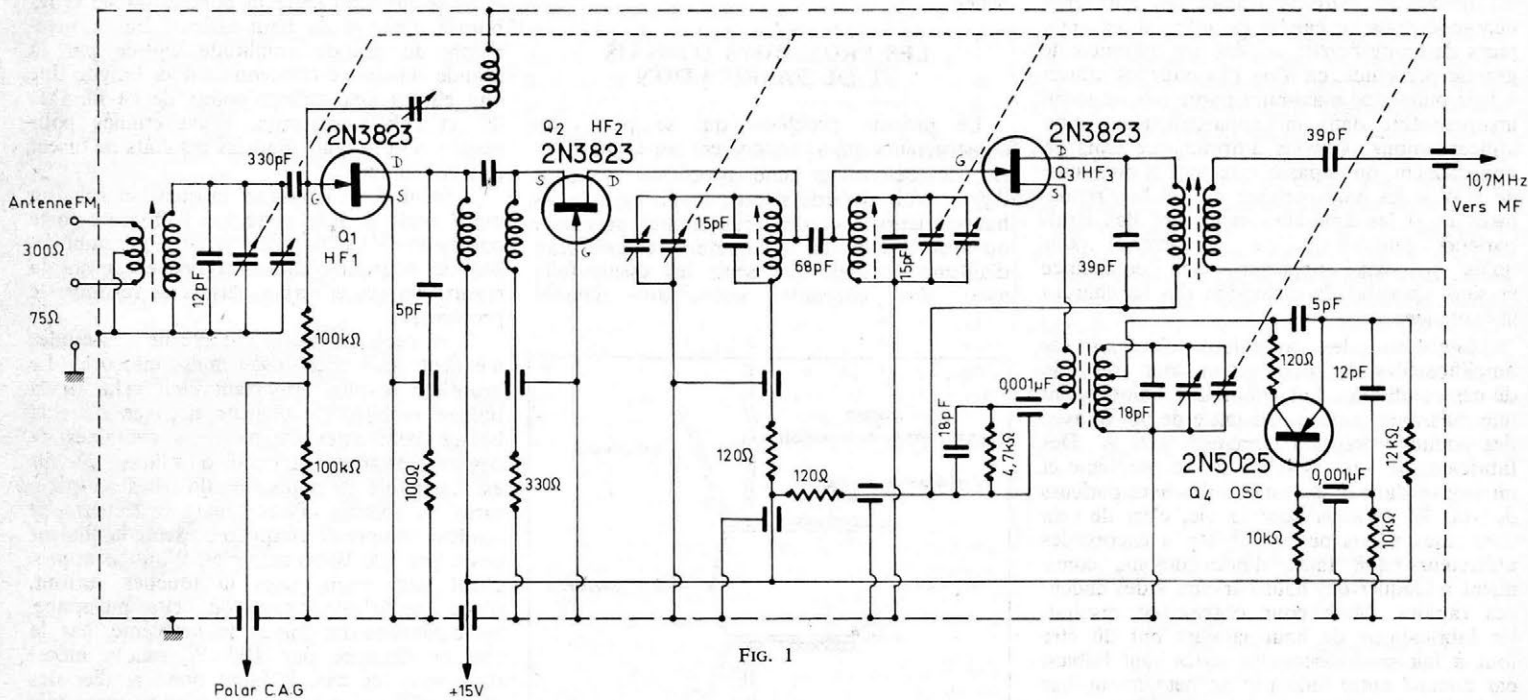 LES PROCÉDÉS
Antenne FM
300Ω
75Ω
12pF
330pF
2N3823
G
D
S
Q1
HF1
100kΩ
100kΩ
5pF
100Ω
330Ω
Q2 HF2
2N3823
S
D
G
15pF
120Ω
68pF
120Ω
15pF
2N3823
G
D
S
Q3 HF3
39pF
39pF
10,7MHz
Vers MF
0,001µF
18pF
4,7kΩ
18pF
5pF
120Ω
12pF
12kΩ
2N5025
Q4 OSC
0,001µF
10kΩ
10kΩ
Polar C.A.G
+15V
FIG. 1